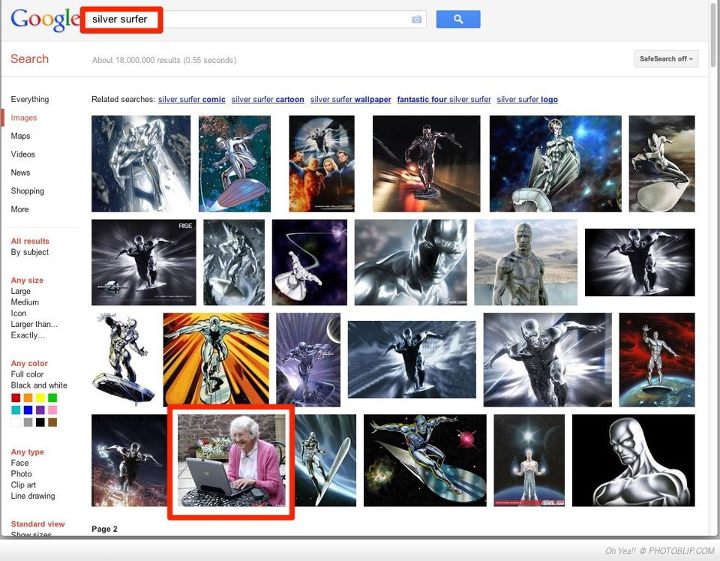 Google
silver surfer
Search
About 18,000,000 results (0.55 seconds)
SafeSearch off
Everything
Images
Maps
Videos
News
Shopping
More
All results
By subject
Any size
Large
Medium
Icon
Larger than...
Exactly...
Any color
Full color
Black and white
Any type
Face
Photo
Clip art
Line drawing
Standard view
Show sizes
Related searches: silver surfer comic silver surfer cartoon silver surfer wallpaper fantastic four silver surfer silver surfer logo
RISE
Page 2
Oh Yea!! @ PHOTOBLIP.COM